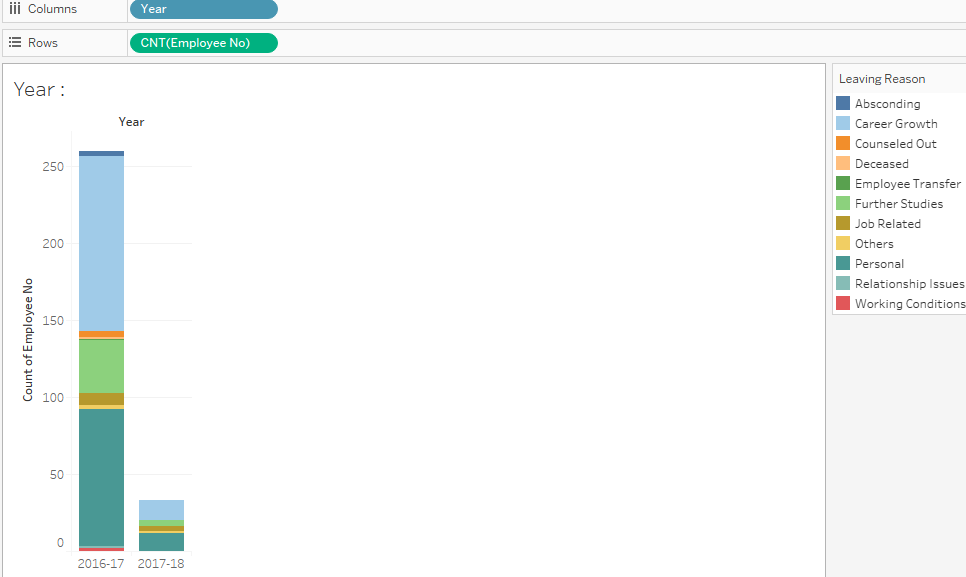 Columns
Year
Rows
CNT(Employee No)
Year :
Year
Count of Employee No
250
200
150
100
50
0
2016-17
2017-18
Leaving Reason
Absconding
Career Growth
Counseled Out
Deceased
Employee Transfer
Further Studies
Job Related
Others
Personal
Relationship Issues
Working Conditions